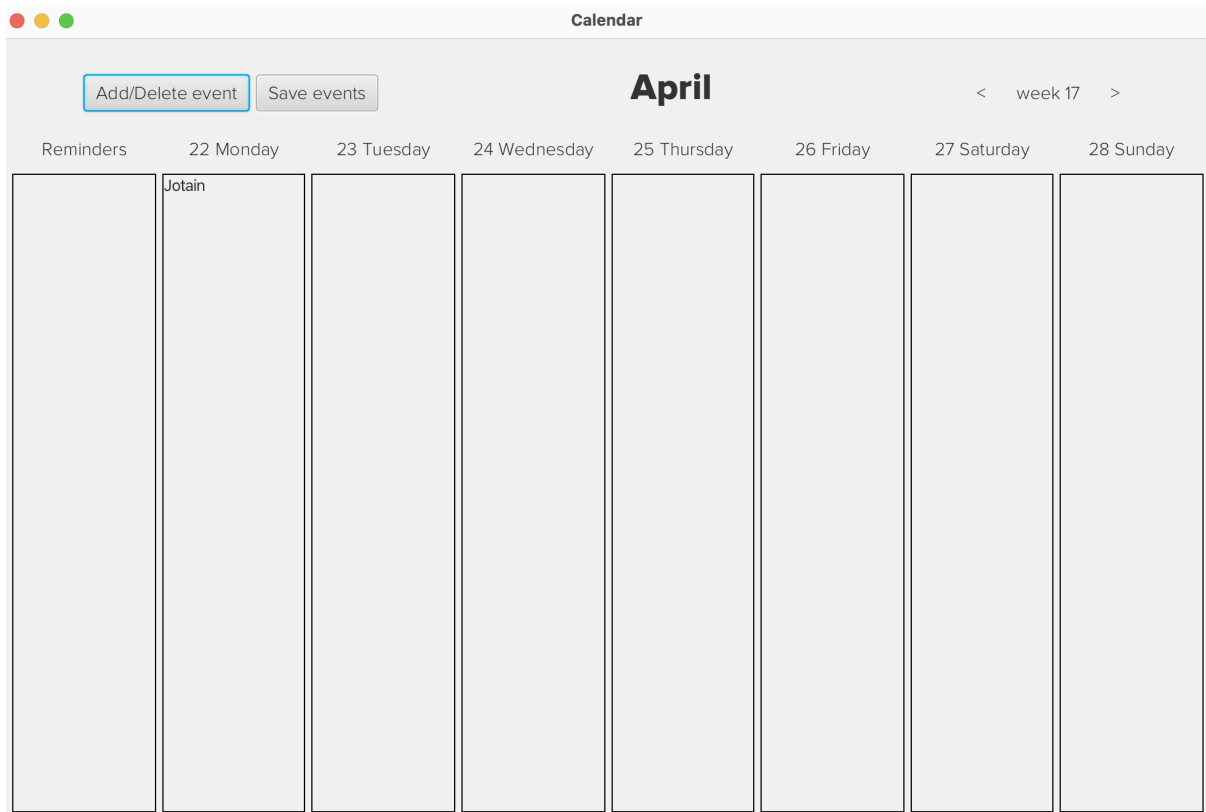 Calendar
Add/Delete event Save events April < week 17 >
Reminders 22 Monday 23 Tuesday 24 Wednesday 25 Thursday 26 Friday 27 Saturday 28 Sunday
Jotain